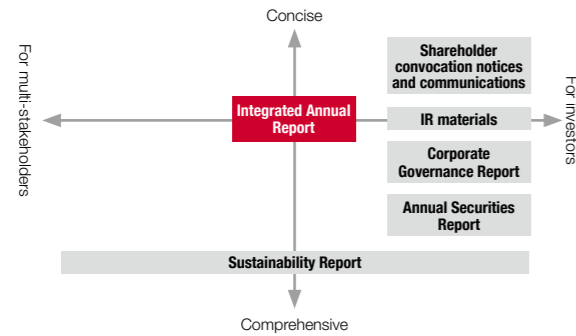 Concise
Shareholder
convocation notices
and communications
For multi-stakeholders
Integrated Annual
Report
IR materials
For investors
Corporate
Governance Report
Annual Securities
Report
Sustainability Report
Comprehensive